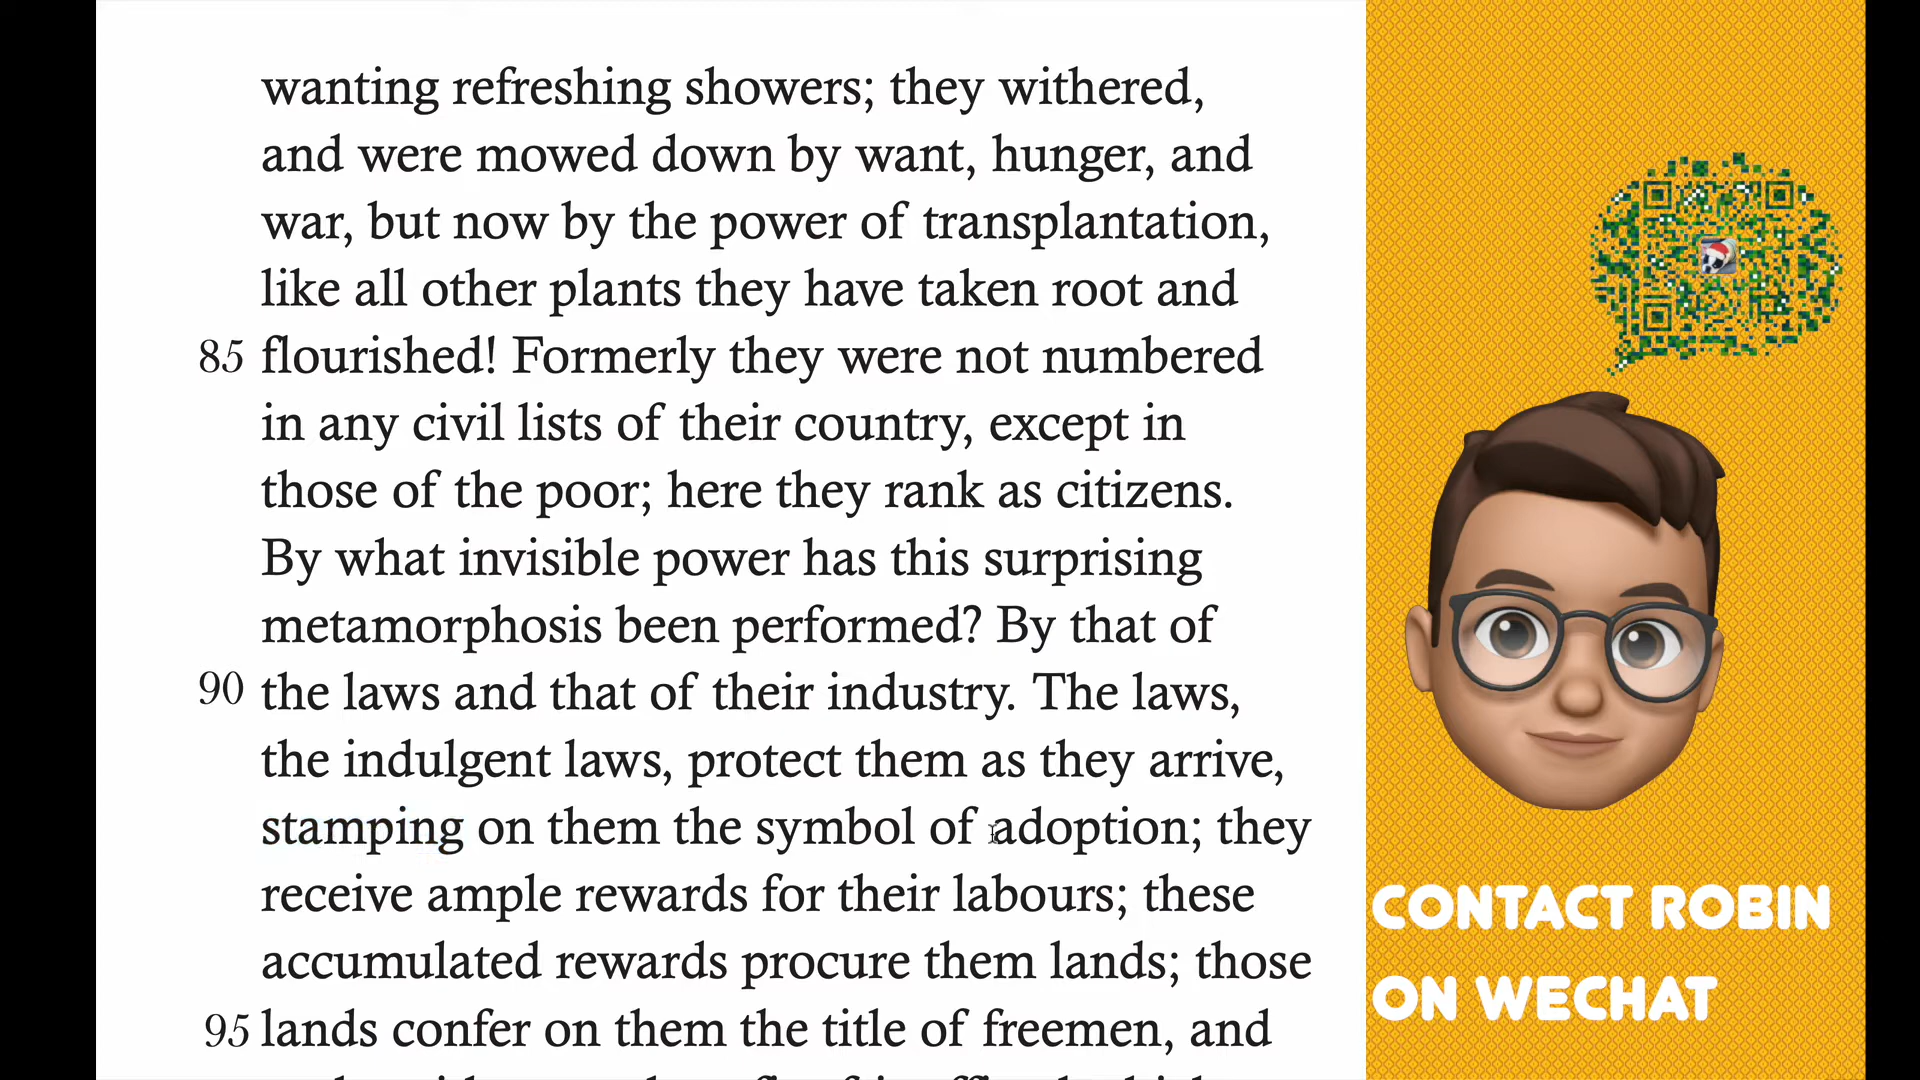 wanting refreshing showers; they withered,
and were mowed down by want, hunger, and
war, but now by the power of transplantation,
like all other plants they have taken root and
85 flourished! Formerly they were not numbered
in any civil lists of their country, except in
those of the poor; here they rank as citizens.
By what invisible power has this surprising
metamorphosis been performed? By that of
90 the laws and that of their industry. The laws,
the indulgent laws, protect them as they arrive,
stamping on them the symbol of adoption; they
receive ample rewards for their labours; these
accumulated rewards procure them lands; those
95 lands confer on them the title of freemen, and
CONTACT ROBIN
ON WECHAT